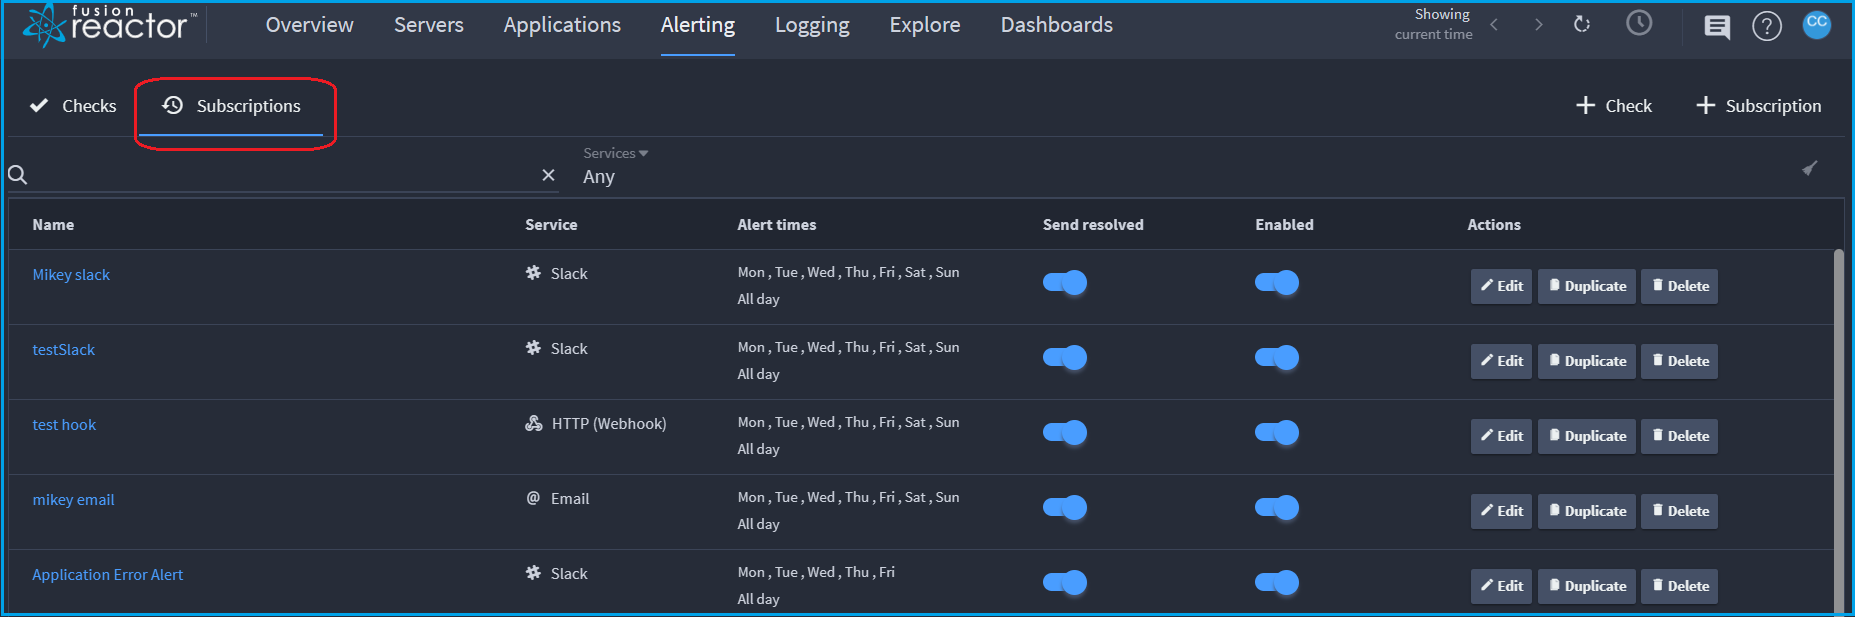 fusion
reactor™
Overview Servers Applications Alerting Logging Explore Dashboards
Showing
current time
CC
Checks Subscriptions
Check Subscription
Services
Any
Name Service Alert times Send resolved Enabled Actions
Mikey slack Slack Mon , Tue , Wed , Thu , Fri , Sat , Sun
All day
Edit Duplicate Delete
testSlack Slack Mon , Tue , Wed , Thu , Fri , Sat , Sun
All day
Edit Duplicate Delete
test hook HTTP (Webhook) Mon , Tue , Wed , Thu , Fri , Sat , Sun
All day
Edit Duplicate Delete
mikey email Email Mon , Tue , Wed , Thu , Fri , Sat , Sun
All day
Edit Duplicate Delete
Application Error Alert Slack Mon , Tue , Wed , Thu , Fri
All day
Edit Duplicate Delete